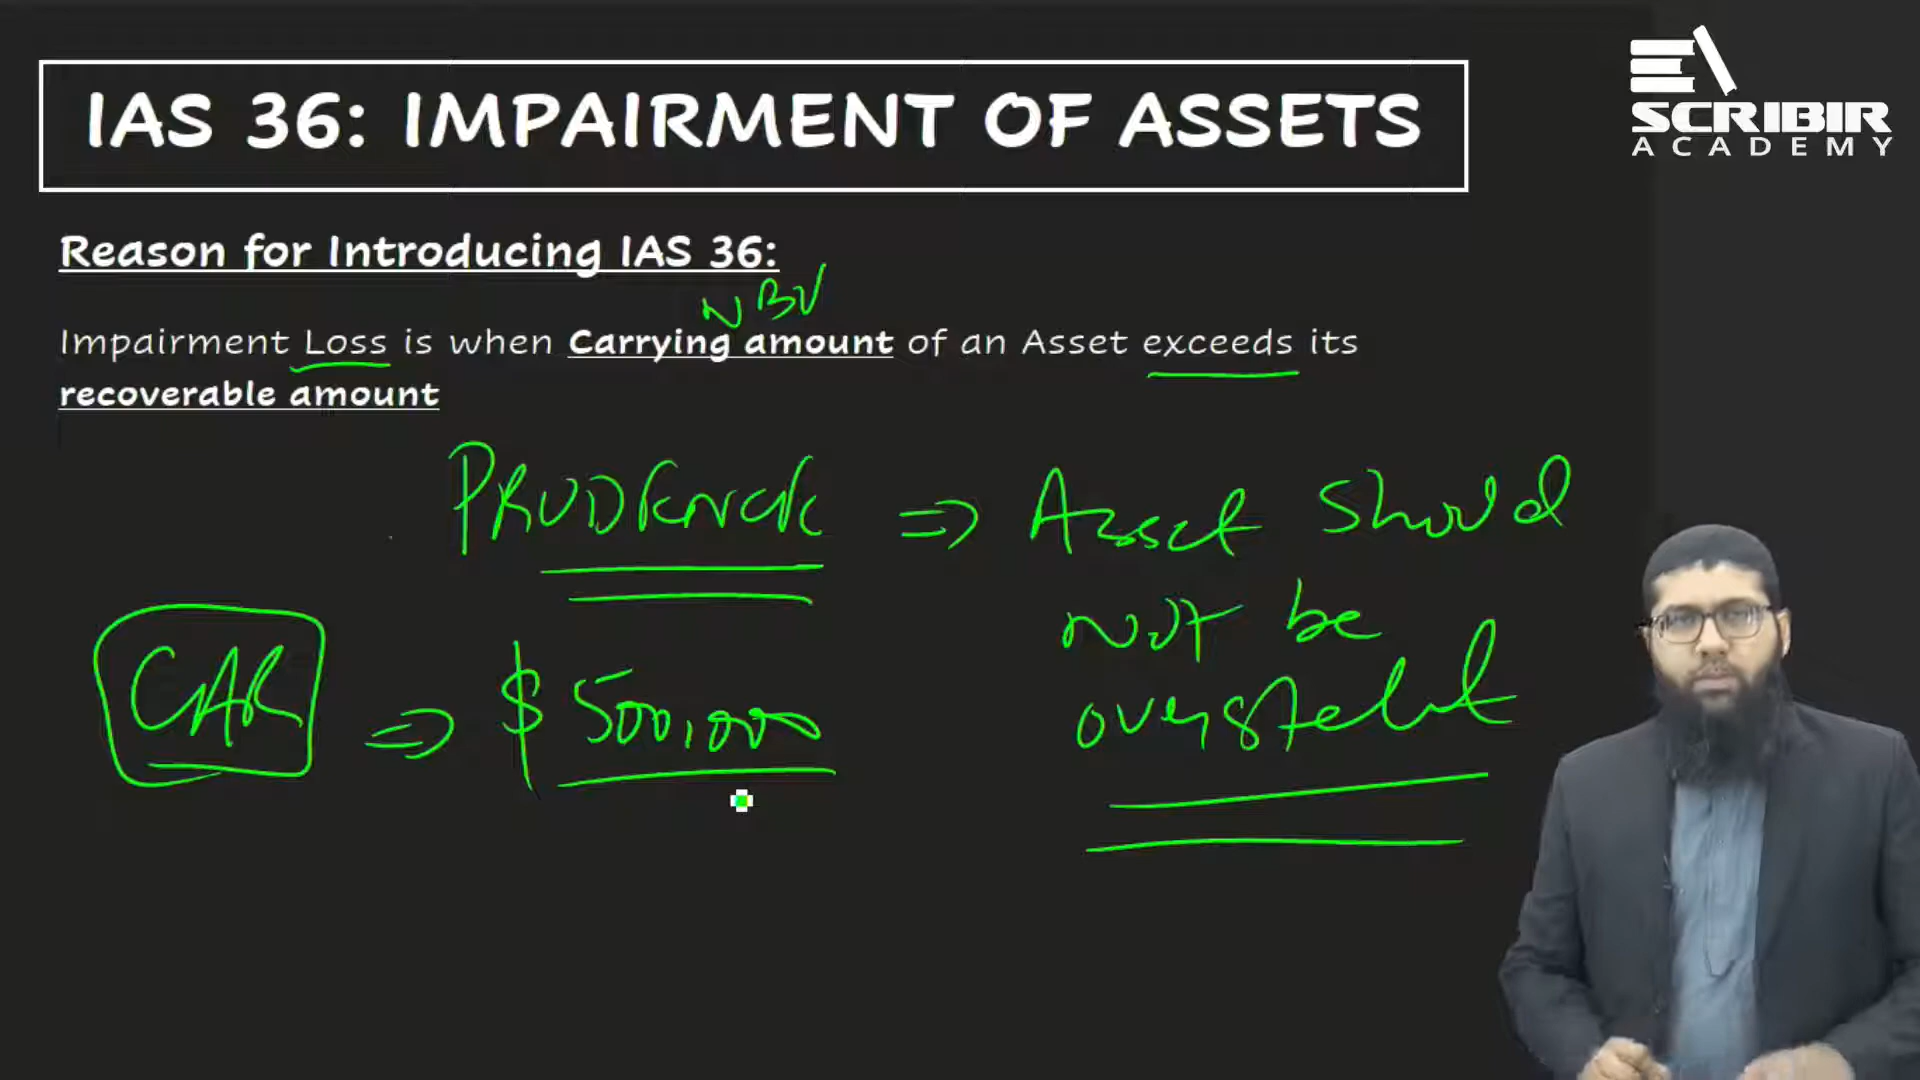 IAS 36: IMPAIRMENT OF ASSETS
SCRIBIR
ACADEMY
Reason for Introducing IAS 36:
NBV
Impairment Loss is when Carrying amount of an Asset exceeds its
recoverable amount
PRUDENCE => Asset should
not be
CAR => $ 500,000
overstated